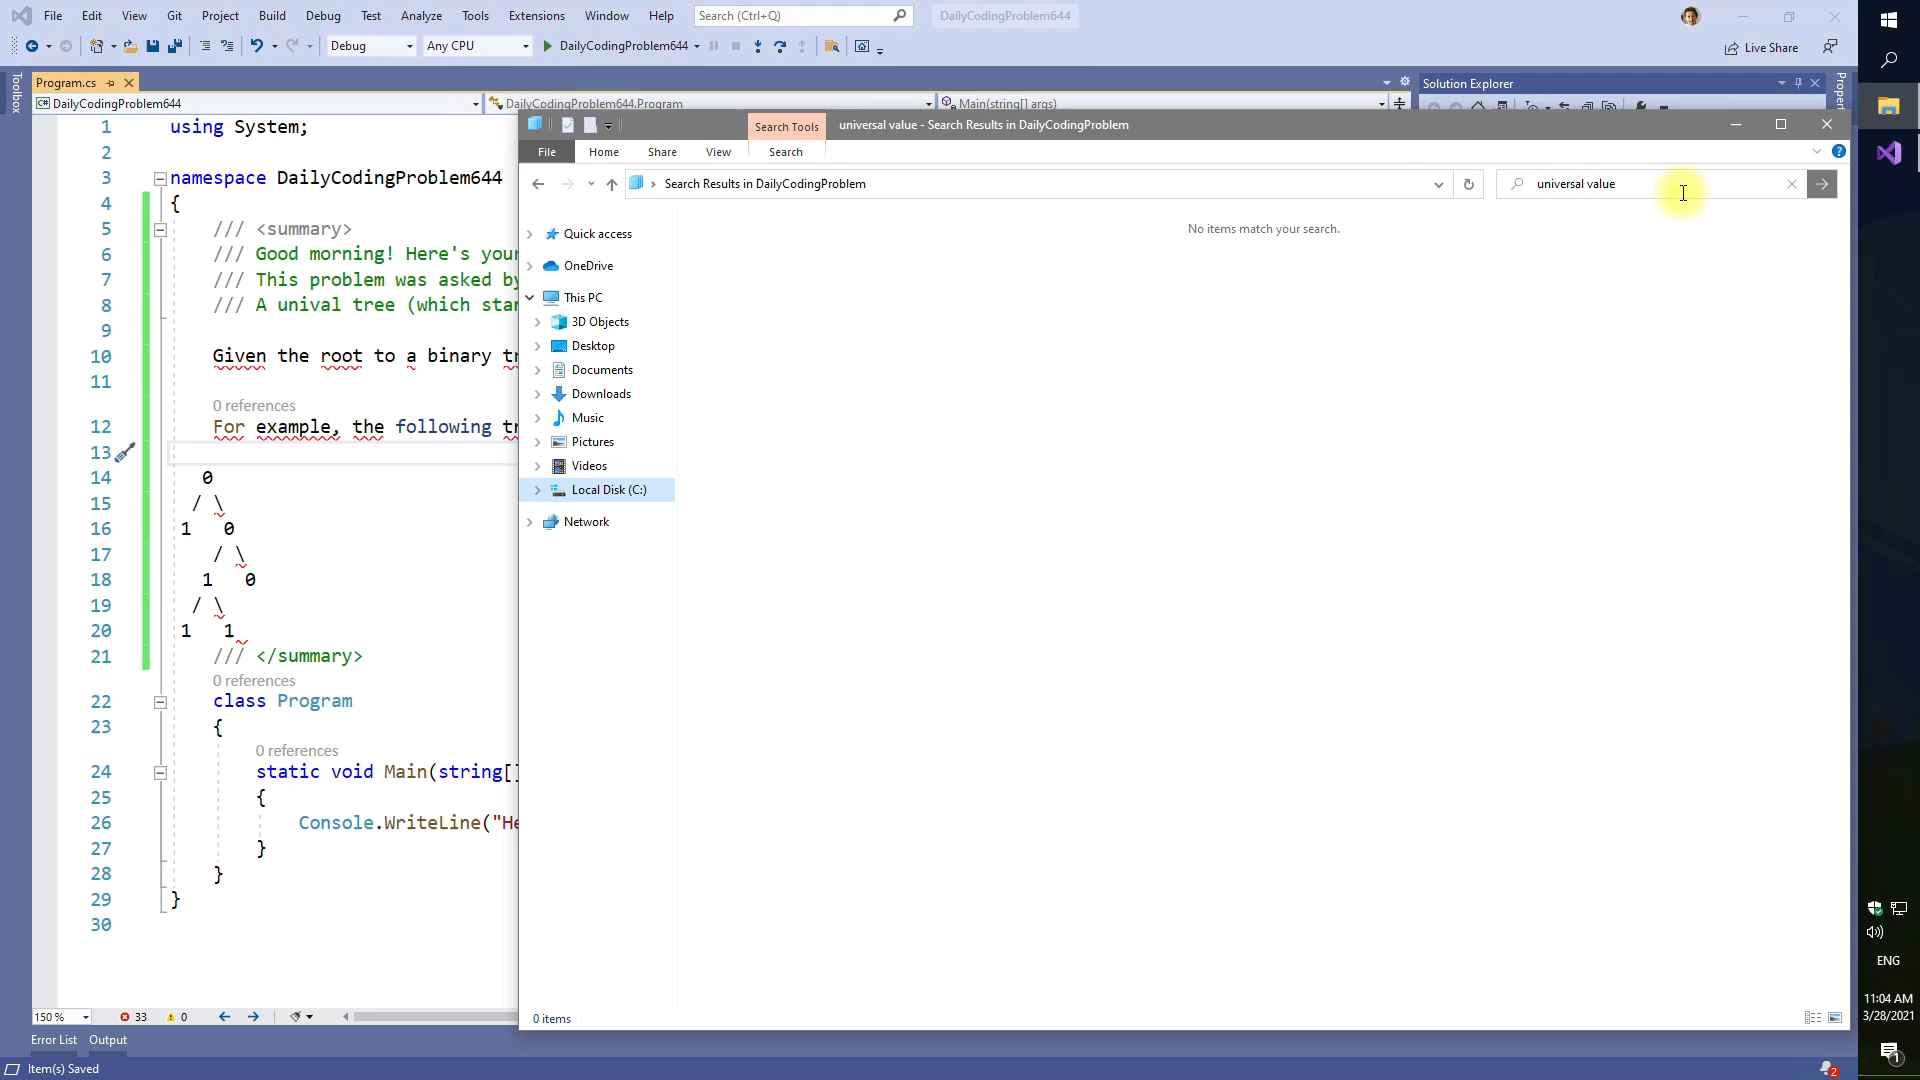 File Edit View Git Project Build Debug Test Analyze Tools Extensions Window Help Search (Ctrl+Q) DailyCodingProblem644
Debug Any CPU DailyCodingProblem644 Live Share
Toolbox
Program.cs
Solution Explorer
DailyCodingProblem644 DailyCodingProblem644.Program Main(string[] args)
1 using System;
2
3 namespace DailyCodingProblem644
4 {
5 /// <summary>
6 /// Good morning! Here's your
7 /// This problem was asked by
8 /// A unival tree (which
9
10 Given the root to a binary
11
0 references
12 For example, the following
13
14 0
15 / \
16 1 0
17 / \
18 1 0
19 / \
20 1 1
21 /// </summary>
0 references
22 class Program
23 {
0 references
24 static void Main(string[]
25 {
26 Console.WriteLine("He
27 }
28 }
29 }
30
150 % 33 0
Error List Output
Item(s) Saved
Search Tools universal value - Search Results in DailyCodingProblem
File Home Share View Search
Search Results in DailyCodingProblem universal value
Quick access
OneDrive
This PC
3D Objects
Desktop
Documents
Downloads
Music
Pictures
Videos
Local Disk (C:)
Network
No items match your search.
0 items
ENG
11:04 AM
3/28/2021
1
2